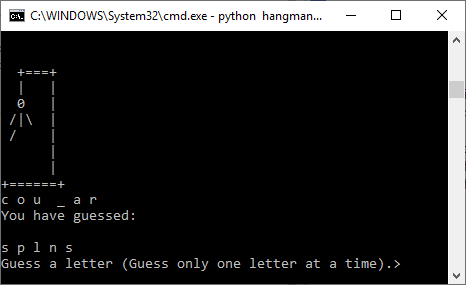 C:\WINDOWS\System32\cmd.exe - python hangman...
+===+
|   |
0   |
/|\  |
/    |
|
|
+======+
c o u _ a r
You have guessed:
s p l n s
Guess a letter (Guess only one letter at a time).>